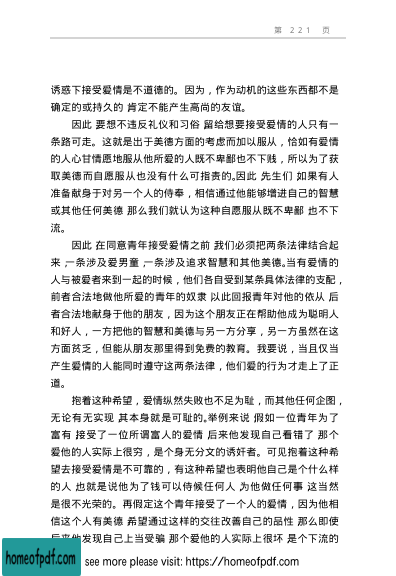 第 221 页
诱惑下接受爱情是不道德的。因为，作为动机的这些东西都不是
确定的或持久的 肯定不能产生高尚的友谊。
因此 要想不违反礼仪和习俗 留给想要接受爱情的人只有一
条路可走。这就是出于美德方面的考虑而加以服从，恰如有爱情
的人心甘情愿地服从他所爱的人既不卑鄙也不下贱，所以为了获
取美德而自愿服从也没有什么可指责的。因此 先生们 如果有人
准备献身于对另一个人的侍奉，相信通过他能够增进自己的智慧
或其他任何美德 那么我们就认为这种自愿服从既不卑鄙 也不下
流。
因此 在同意青年接受爱情之前 我们必须把两条法律结合起
来 ,一条涉及爱男童 ,一条涉及追求智慧和其他美德。当有爱情的
人与被爱者来到一起的时候，他们各自受到某条具体法律的支配，
前者合法地做他所爱的青年的奴隶 以此回报青年对他的依从 后
者合法地献身于他的朋友，因为这个朋友正在帮助他成为聪明人
和好人，一方把他的智慧和美德与另一方分享，另一方虽然在这
方面贫乏，但能从朋友那里得到免费的教育。我要说，当且仅当
产生爱情的人能同时遵守这两条法律，他们爱的行为才走上了正
道。
抱着这种希望，爱情纵然失败也不足为耻，而其他任何企图，
无论有无实现 其本身就是可耻的。举例来说 假如一位青年为了
富有 接受了一位所谓富人的爱情 后来他发现自己看错了 那个
爱他的人实际上很穷，是个身无分文的诱奸者。可见抱着这种希
望去接受爱情是不可靠的，有这种希望也表明他自己是个什么样
的人 也就是说他为了钱可以侍候任何人 为他做任何事 这当然
是很不光荣的。再假定这个青年接受了一个人的爱情，因为他相
信这个人有美德 希望通过这样的交往改善自己的品性 那么即使
后来他发现自己上当受骗 那个爱他的人实际上很坏 是个下流的
homeofpdf.com
see more please visit: https://homeofpdf.com